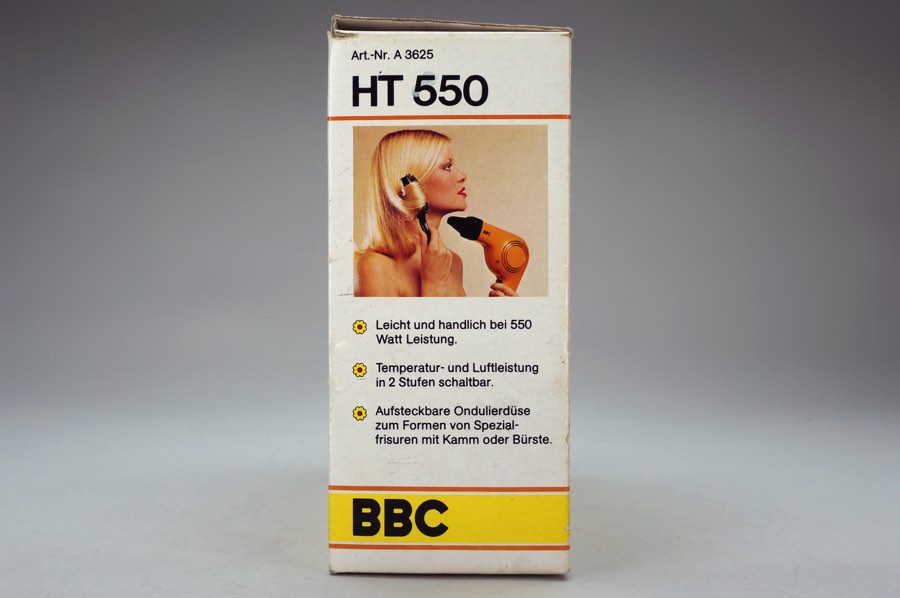 Art.-Nr. A 3625
HT 550
BBC
Leicht und handlich bei 550
Watt Leistung.
Temperatur- und Luftleistung
in 2 Stufen schaltbar.
Aufsteckbare Ondulierdüse
zum Formen von Spezial-
frisuren mit Kamm oder Bürste.
BBC